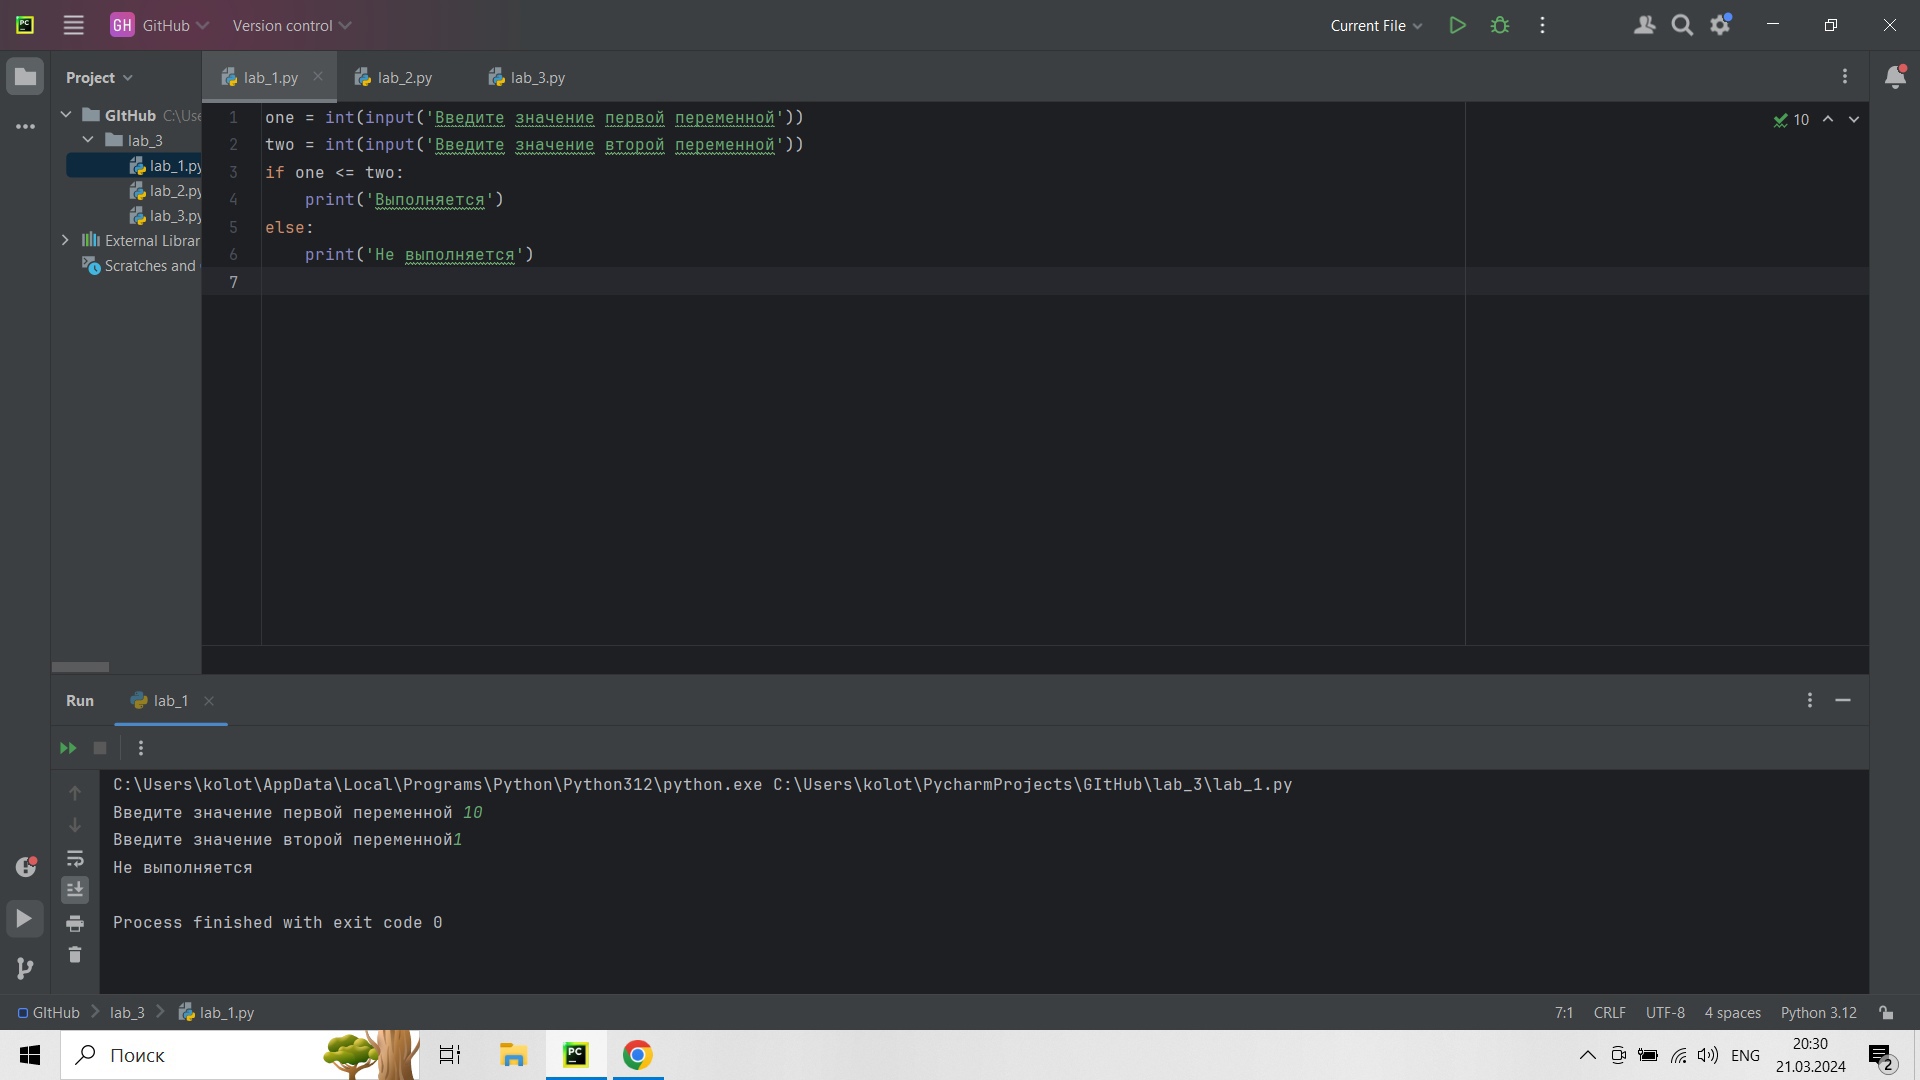 PC GH GitHub Version control Current File
Project lab_1.py lab_2.py lab_3.py
GItHub C:\Use
lab_3
lab_1.py
lab_2.py
lab_3.py
External Librar
Scratches and
1 one = int(input('Введите значение первой переменной'))
2 two = int(input('Введите значение второй переменной'))
3 if one <= two:
4 print('Выполняется')
5 else:
6 print('Не выполняется')
7
10
Run lab_1
C:\Users\kolot\AppData\Local\Programs\Python\Python312\python.exe C:\Users\kolot\PycharmProjects\GItHub\lab_3\lab_1.py
Введите значение первой переменной 10
Введите значение второй переменной1
Не выполняется
Process finished with exit code 0
GItHub lab_3 lab_1.py 7:1 CRLF UTF-8 4 spaces Python 3.12
Поиск PC ENG 20:30
21.03.2024 2